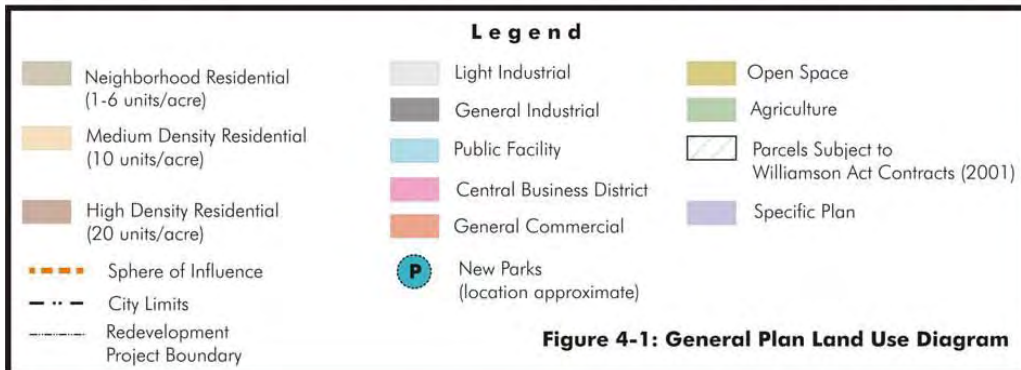 Legend
Neighborhood Residential
(1-6 units/acre)
Medium Density Residential
(10 units/acre)
High Density Residential
(20 units/acre)
Sphere of Influence
City Limits
Redevelopment
Project Boundary
Light Industrial
General Industrial
Public Facility
Central Business District
General Commercial
P
New Parks
(location approximate)
Open Space
Agriculture
Parcels Subject to
Williamson Act Contracts (2001)
Specific Plan
Figure 4-1: General Plan Land Use Diagram